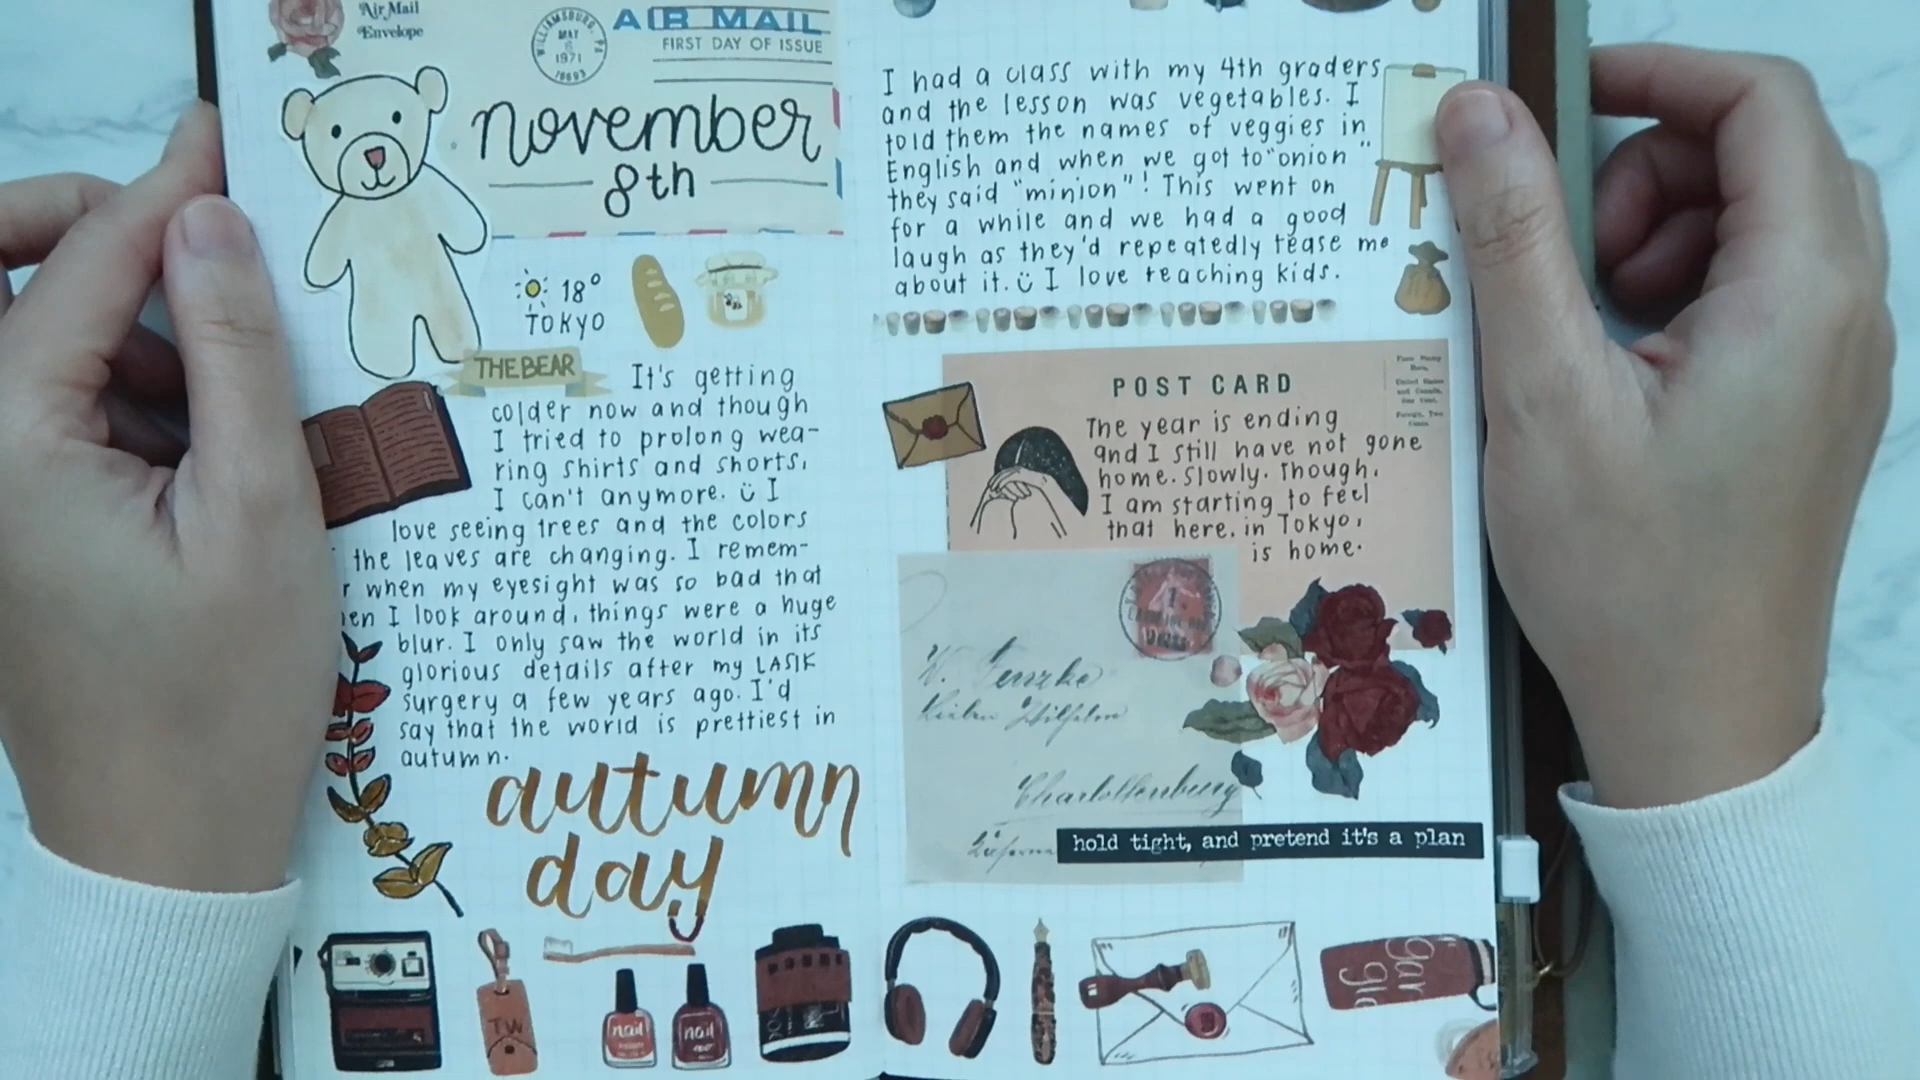 Air Mail
Envelope
WILLIAMSBURG, PA
MAY
6
1971
AIR MAIL
FIRST DAY OF ISSUE
november
8th
18°
TOKYO
THE BEAR
It's getting
colder now and though
I tried to prolong wea-
ring shirts and shorts,
I can't anymore. I
love seeing trees and the colors
the leaves are changing. I remem-
r when my eyesight was so bad that
en I look around, things were a huge
blur. I only saw the world in its
glorious details after my LASIK
surgery a few years ago. I'd
say that the world is prettiest in
autumn.
autumn
day
TW
nail
nail
I had a class with my 4th graders
and the lesson was vegetables. I
told them the names of veggies in
English and when we got to "onion"
they said "minion"! This went on
for a while and we had a good
laugh as they'd repeatedly tease me
about it. I love teaching kids.
POST CARD
The year is ending
and I still have not gone
home. Slowly. Though,
I am starting to feel
that here, in Tokyo,
is home.
Charlottenburg
hold tight, and pretend it's a plan